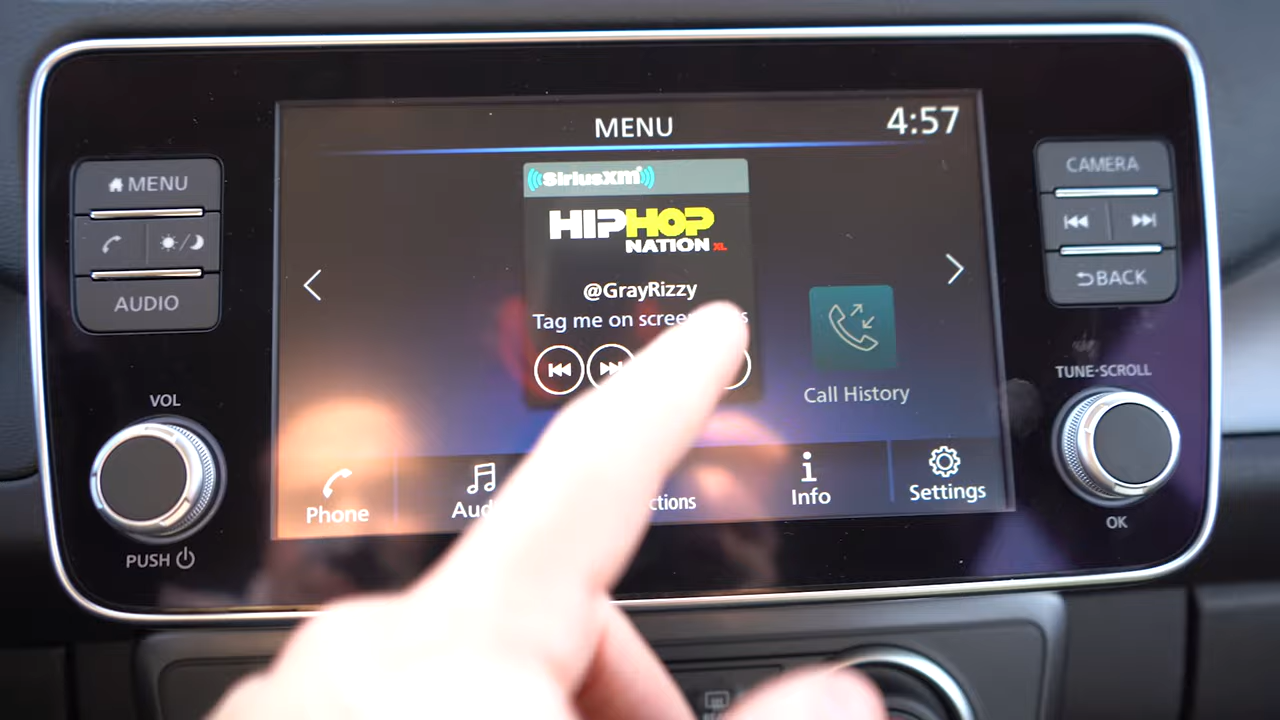 MENU
4:57
MENU
AUDIO
VOL
PUSH
SiriusXM
HIPHOP
NATION XL
@GrayRizzy
Tag me on
Call History
Phone
Info
Settings
CAMERA
BACK
TUNE·SCROLL
OK